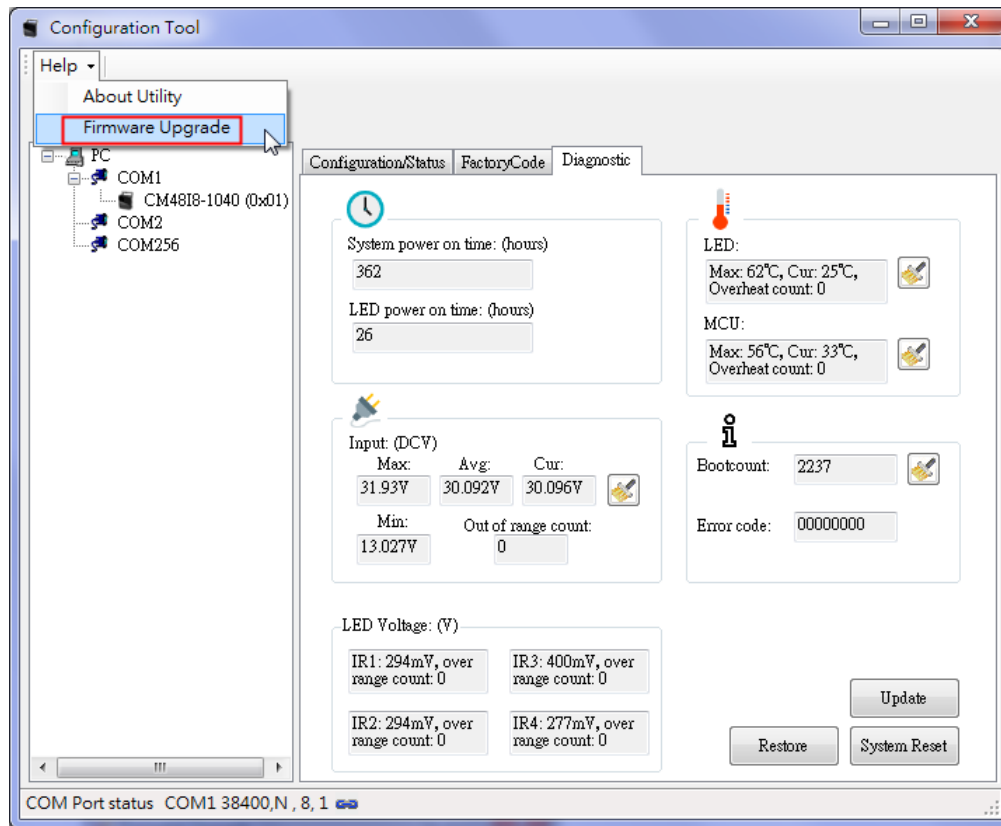 Configuration Tool
Help
About Utility
Firmware Upgrade
PC
COM1
CM48I8-1040 (0x01)
COM2
COM256
Configuration/Status FactoryCode Diagnostic
System power on time: (hours)
362
LED power on time: (hours)
26
LED:
Max: 62℃, Cur: 25℃,
Overheat count: 0
MCU:
Max: 56℃, Cur: 33℃,
Overheat count: 0
Input: (DCV)
Max: Avg: Cur:
31.93V 30.092V 30.096V
Min: Out of range count:
13.027V 0
Bootcount: 2237
Error code: 00000000
LED Voltage: (V)
IR1: 294mV, over
range count: 0
IR3: 400mV, over
range count: 0
IR2: 294mV, over
range count: 0
IR4: 277mV, over
range count: 0
Update
Restore System Reset
COM Port status COM1 38400,N , 8, 1